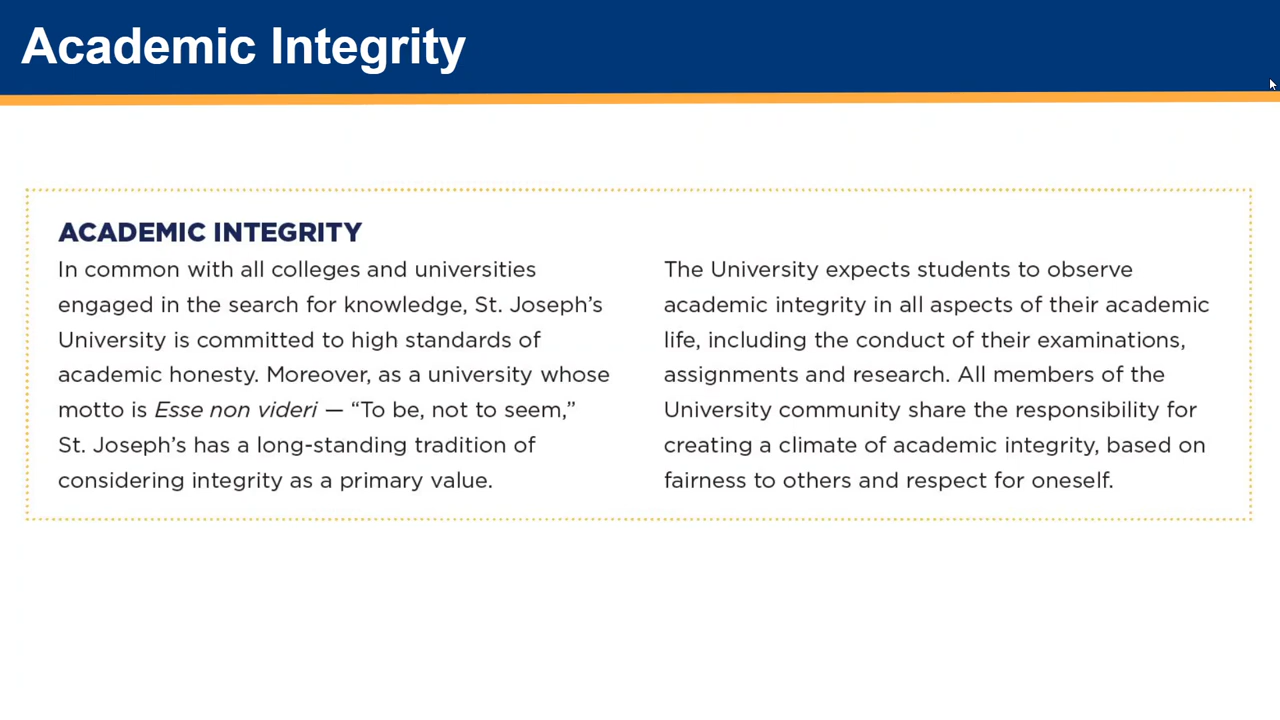 Academic Integrity
ACADEMIC INTEGRITY
In common with all colleges and universities
engaged in the search for knowledge, St. Joseph’s
University is committed to high standards of
academic honesty. Moreover, as a university whose
motto is Esse non videri — “To be, not to seem,”
St. Joseph’s has a long-standing tradition of
considering integrity as a primary value.
The University expects students to observe
academic integrity in all aspects of their academic
life, including the conduct of their examinations,
assignments and research. All members of the
University community share the responsibility for
creating a climate of academic integrity, based on
fairness to others and respect for oneself.